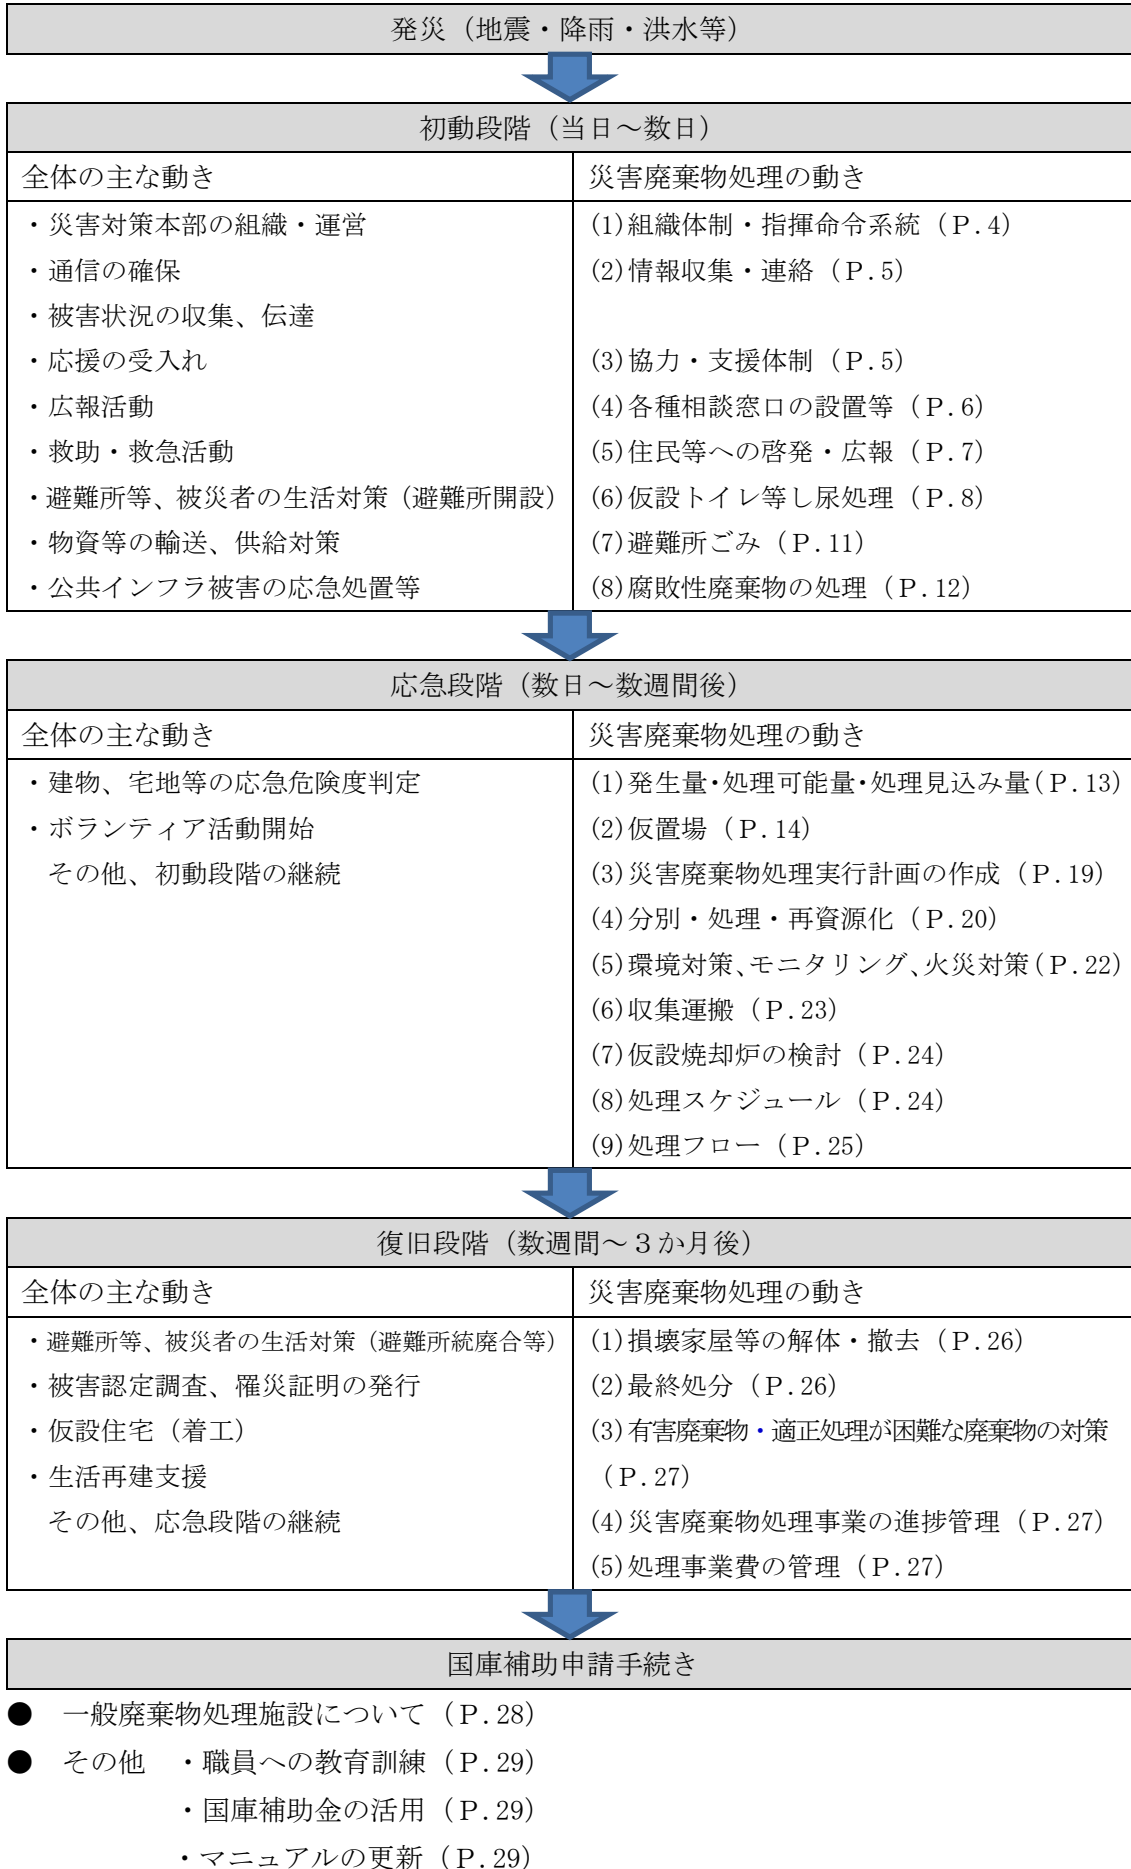 発災（地震・降雨・洪水等）
初動段階（当日～数日）
全体の主な動き
・災害対策本部の組織・運営
・通信の確保
・被害状況の収集、伝達
・応援の受入れ
・広報活動
・救助・救急活動
・避難所等、被災者の生活対策（避難所開設）
・物資等の輸送、供給対策
・公共インフラ被害の応急処置等
災害廃棄物処理の動き
(1)組織体制・指揮命令系統（Ｐ.4）
(2)情報収集・連絡（Ｐ.5）
(3)協力・支援体制（Ｐ.5）
(4)各種相談窓口の設置等（Ｐ.6）
(5)住民等への啓発・広報（Ｐ.7）
(6)仮設トイレ等し尿処理（Ｐ.8）
(7)避難所ごみ（Ｐ.11）
(8)腐敗性廃棄物の処理（Ｐ.12）
応急段階（数日～数週間後）
全体の主な動き
・建物、宅地等の応急危険度判定
・ボランティア活動開始
その他、初動段階の継続
災害廃棄物処理の動き
(1)発生量・処理可能量・処理見込み量（Ｐ.13）
(2)仮置場（Ｐ.14）
(3)災害廃棄物処理実行計画の作成（Ｐ.19）
(4)分別・処理・再資源化（Ｐ.20）
(5)環境対策、モニタリング、火災対策（Ｐ.22）
(6)収集運搬（Ｐ.23）
(7)仮設焼却炉の検討（Ｐ.24）
(8)処理スケジュール（Ｐ.24）
(9)処理フロー（Ｐ.25）
復旧段階（数週間～３か月後）
全体の主な動き
・避難所等、被災者の生活対策（避難所統廃合等）
・被害認定調査、罹災証明の発行
・仮設住宅（着工）
・生活再建支援
その他、応急段階の継続
災害廃棄物処理の動き
(1)損壊家屋等の解体・撤去（Ｐ.26）
(2)最終処分（Ｐ.26）
(3)有害廃棄物・適正処理が困難な廃棄物の対策
（Ｐ.27）
(4)災害廃棄物処理事業の進捗管理（Ｐ.27）
(5)処理事業費の管理（Ｐ.27）
国庫補助申請手続き
● 一般廃棄物処理施設について（Ｐ.28）
● その他 ・職員への教育訓練（Ｐ.29）
・国庫補助金の活用（Ｐ.29）
・マニュアルの更新（Ｐ.29）